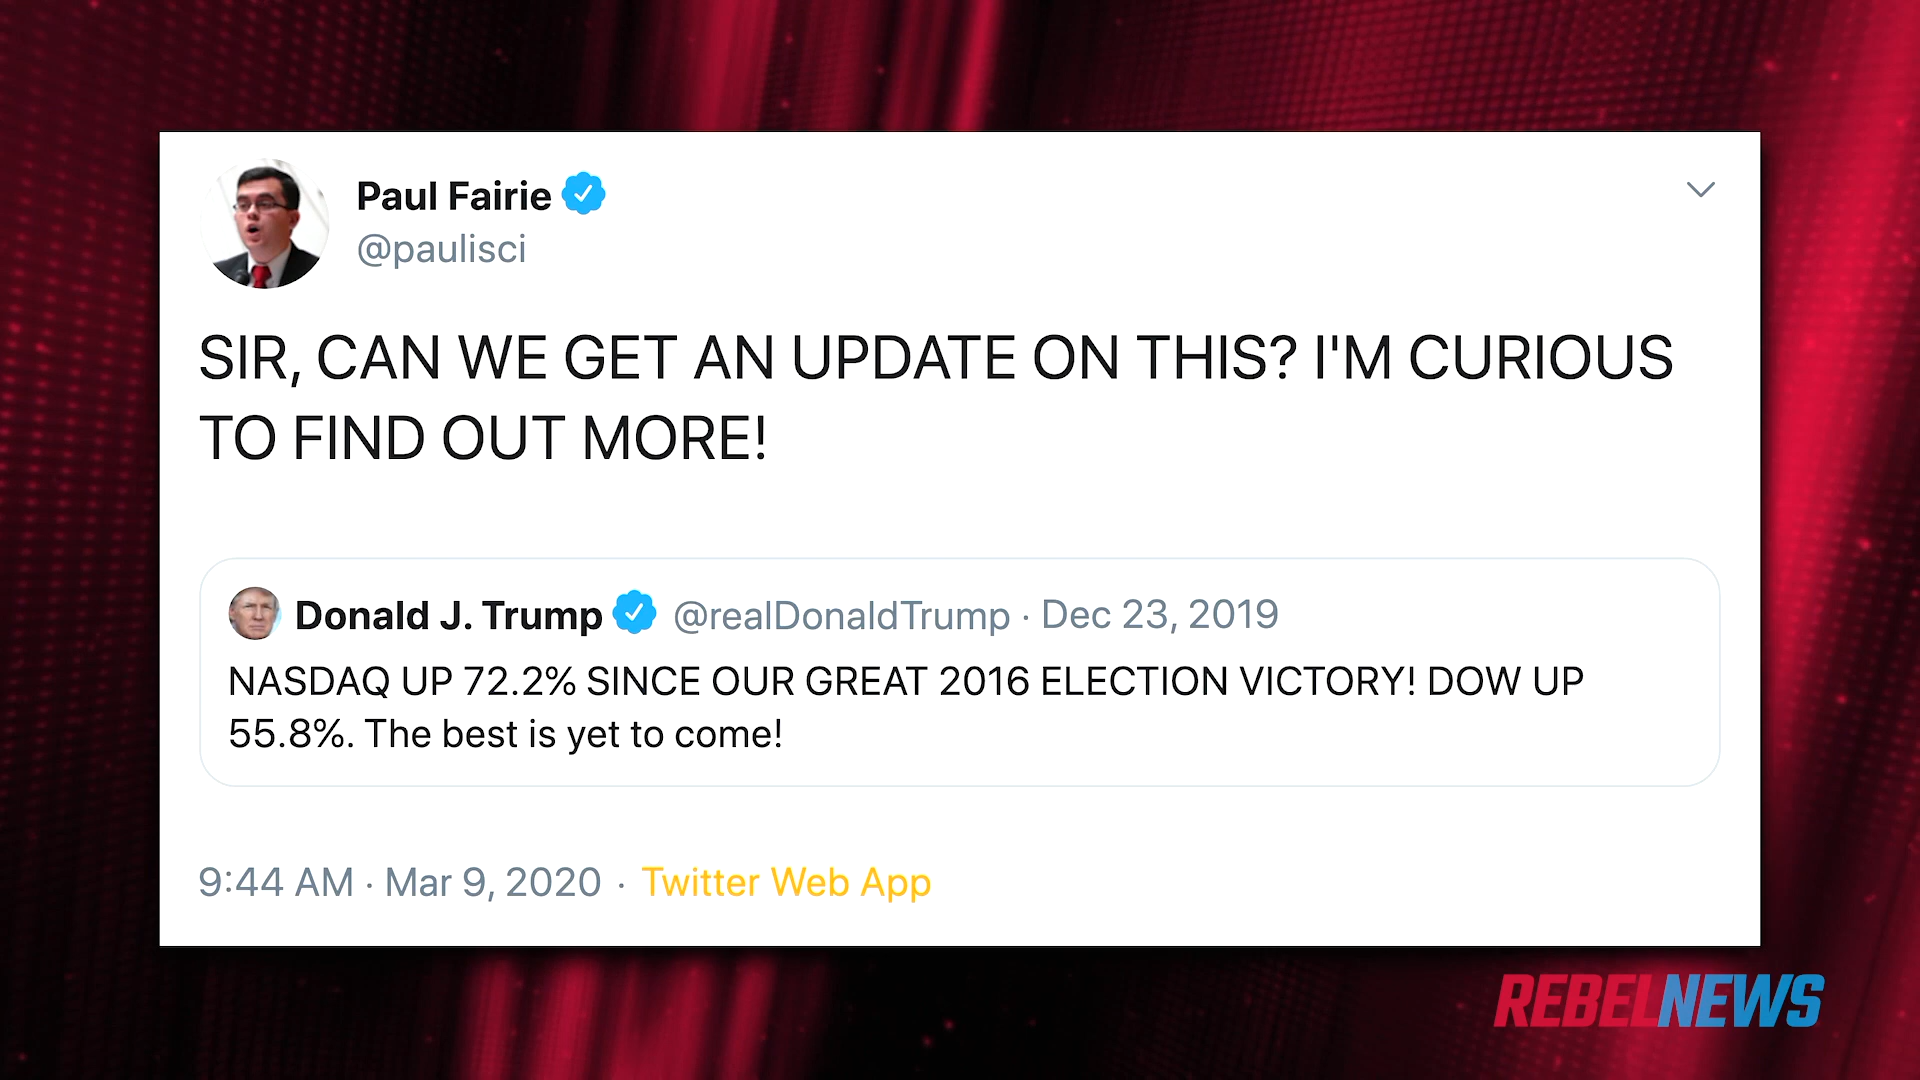 Paul Fairie
@paulisci
SIR, CAN WE GET AN UPDATE ON THIS? I'M CURIOUS
TO FIND OUT MORE!
Donald J. Trump @realDonaldTrump · Dec 23, 2019
NASDAQ UP 72.2% SINCE OUR GREAT 2016 ELECTION VICTORY! DOW UP
55.8%. The best is yet to come!
9:44 AM · Mar 9, 2020 · Twitter Web App
REBELNEWS